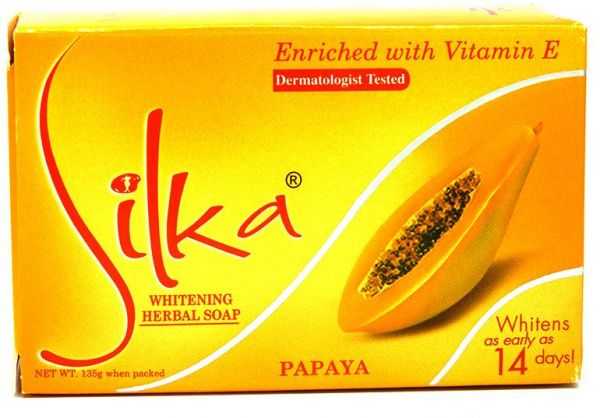 Enriched with Vitamin E
Dermatologist Tested
Silka®
WHITENING
HERBAL SOAP
Whitens
as early as
14 days!
NET WT. 135g when packed
PAPAYA